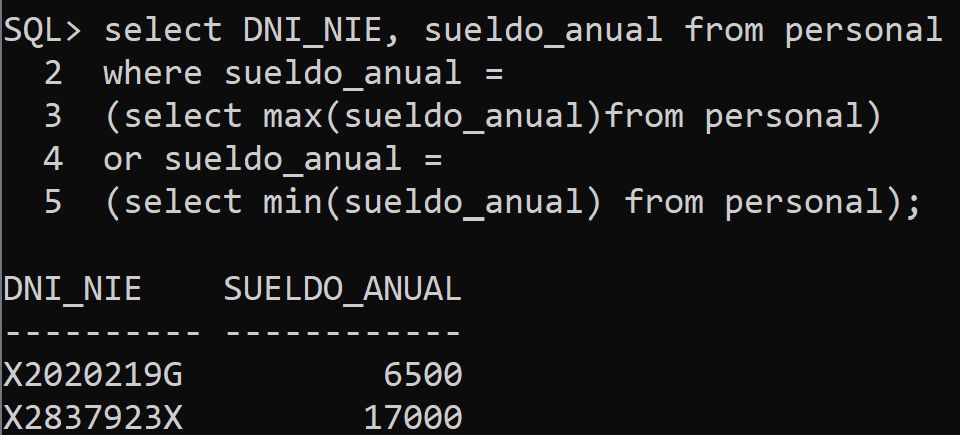 SQL> select DNI_NIE, sueldo_anual from personal
  2  where sueldo_anual =
  3  (select max(sueldo_anual)from personal)
  4  or sueldo_anual =
  5  (select min(sueldo_anual) from personal);

DNI_NIE    SUELDO_ANUAL
---------- ------------
X2020219G          6500
X2837923X         17000